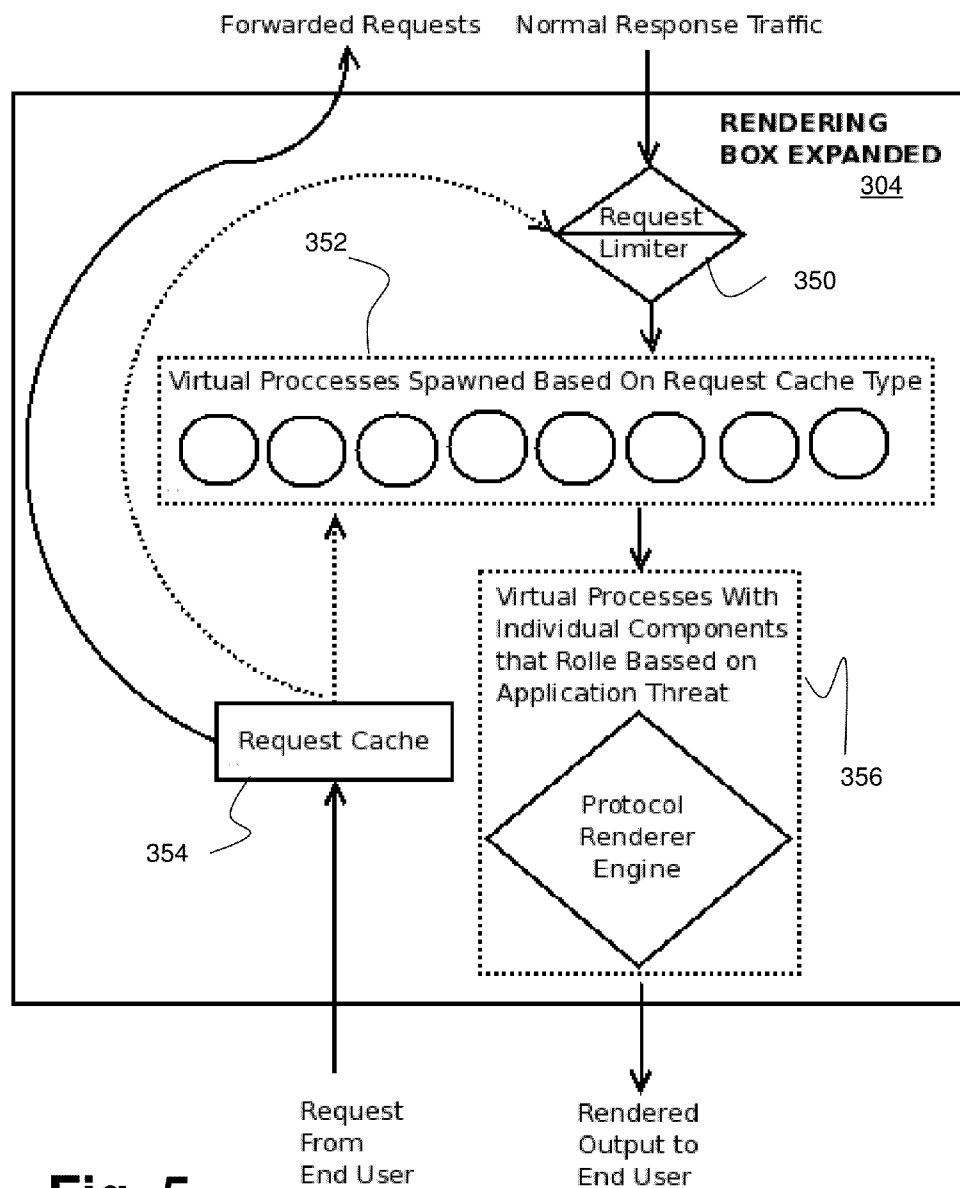 Forwarded Requests
Normal Response Traffic
RENDERING
BOX EXPANDED
304
Request
Limiter
350
352
Virtual Proccesses Spawned Based On Request Cache Type
Virtual Processes With
Individual Components
that Rolle Bassed on
Application Threat
Request Cache
356
Protocol
Renderer
Engine
354
Request
From
End User
Rendered
Output to
End User
Fig. 5